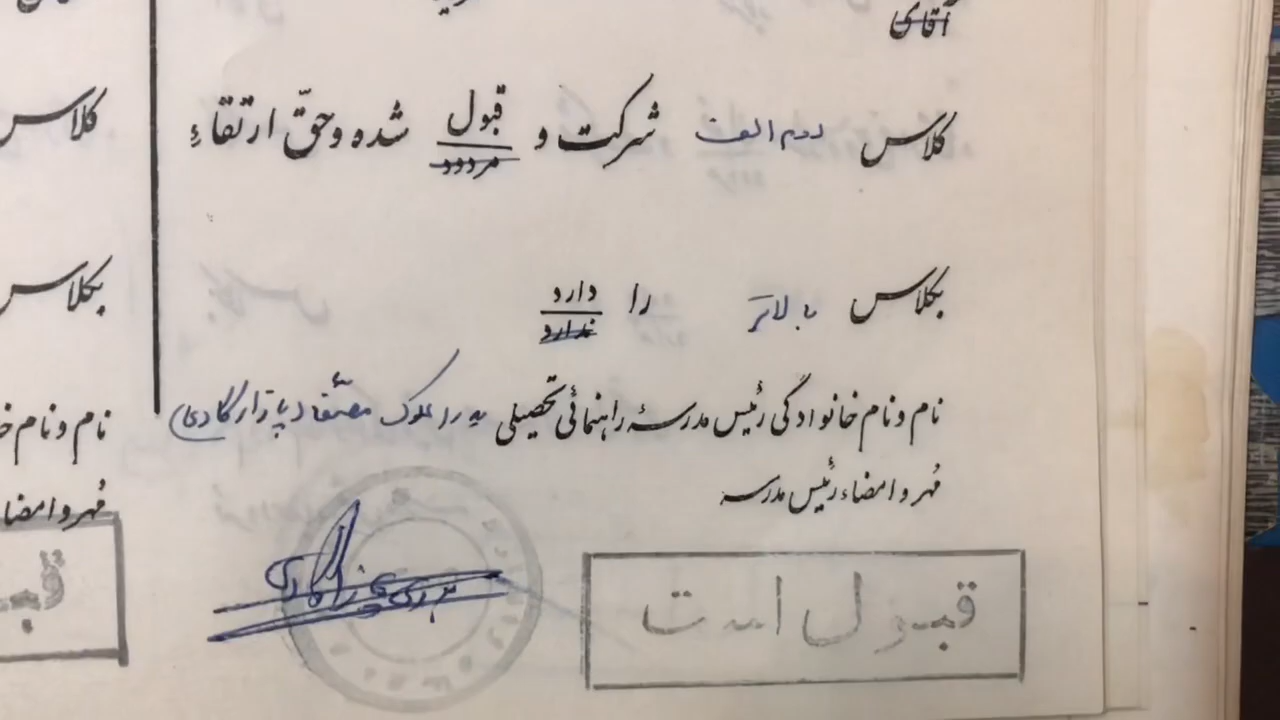 آقای
کلاس دوم الف شرکت و قبول شده و حقّ ارتقاء
مردود
بکلاس بالاتر را دارد
ندارد
نام و نام خانوادگی رئیس مدرسهٔ راهنمائی تحصیلی
مُهر و امضاء رئیس مدرسه
قبول است
کلاس
بکلاس
نام و نام
مُهر و امضا